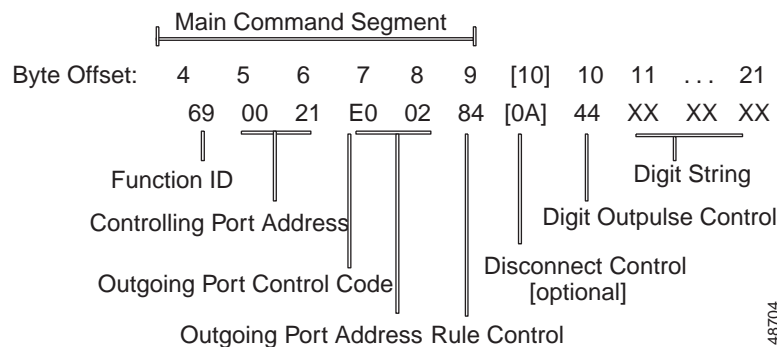 Main Command Segment
Byte Offset: 4 5 6 7 8 9 [10] 10 11 . . . 21
69 00 21 E0 02 84 [0A] 44 XX XX XX
Function ID
Digit String
Controlling Port Address
Digit Outpulse Control
Outgoing Port Control Code
Disconnect Control
[optional]
Outgoing Port Address Rule Control
48704